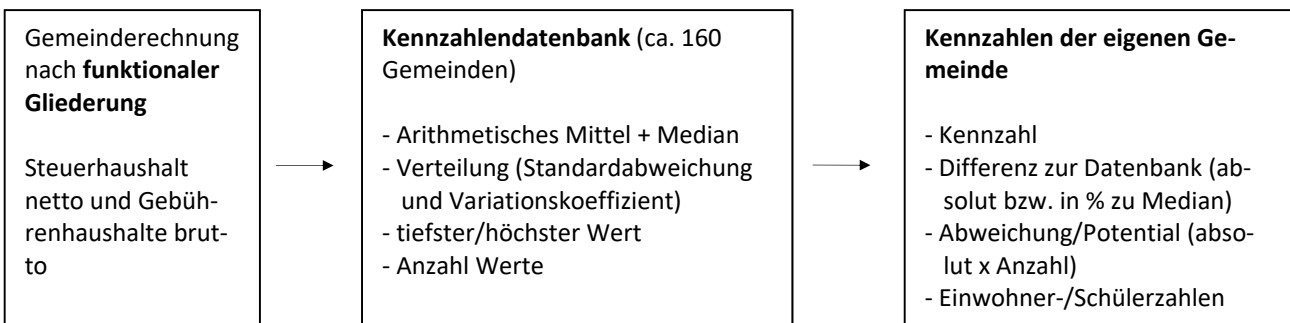 Gemeinderechnung
nach funktionaler
Gliederung
Steuerhaushalt
netto und Gebüh-
renhaushalte brut-
to
Kennzahlendatenbank (ca. 160
Gemeinden)
- Arithmetisches Mittel + Median
- Verteilung (Standardabweichung
und Variationskoeffizient)
- tiefster/höchster Wert
- Anzahl Werte
Kennzahlen der eigenen Ge-
meinde
- Kennzahl
- Differenz zur Datenbank (ab-
solut bzw. in % zu Median)
- Abweichung/Potential (abso-
lut x Anzahl)
- Einwohner-/Schülerzahlen